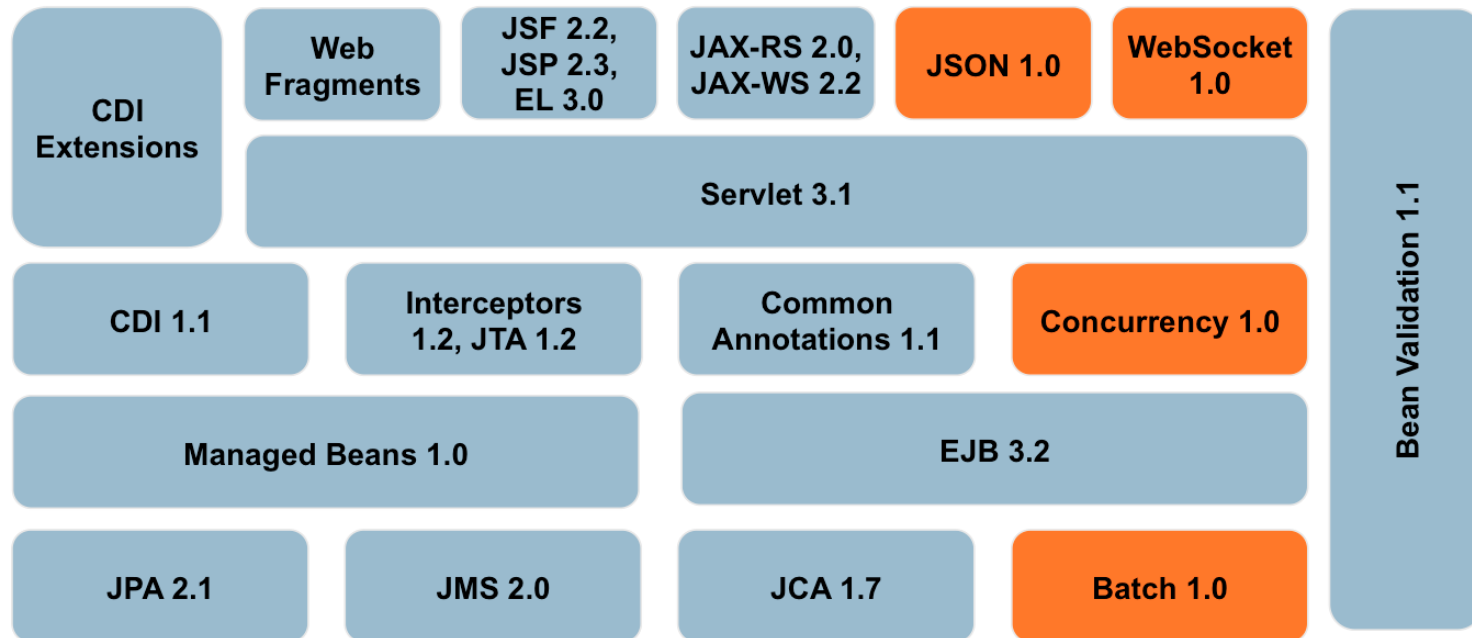 CDI
Extensions
Web
Fragments
JSF 2.2,
JSP 2.3,
EL 3.0
JAX-RS 2.0,
JAX-WS 2.2
JSON 1.0
WebSocket
1.0
Servlet 3.1
Bean Validation 1.1
CDI 1.1
Interceptors
1.2, JTA 1.2
Common
Annotations 1.1
Concurrency 1.0
Managed Beans 1.0
EJB 3.2
JPA 2.1
JMS 2.0
JCA 1.7
Batch 1.0